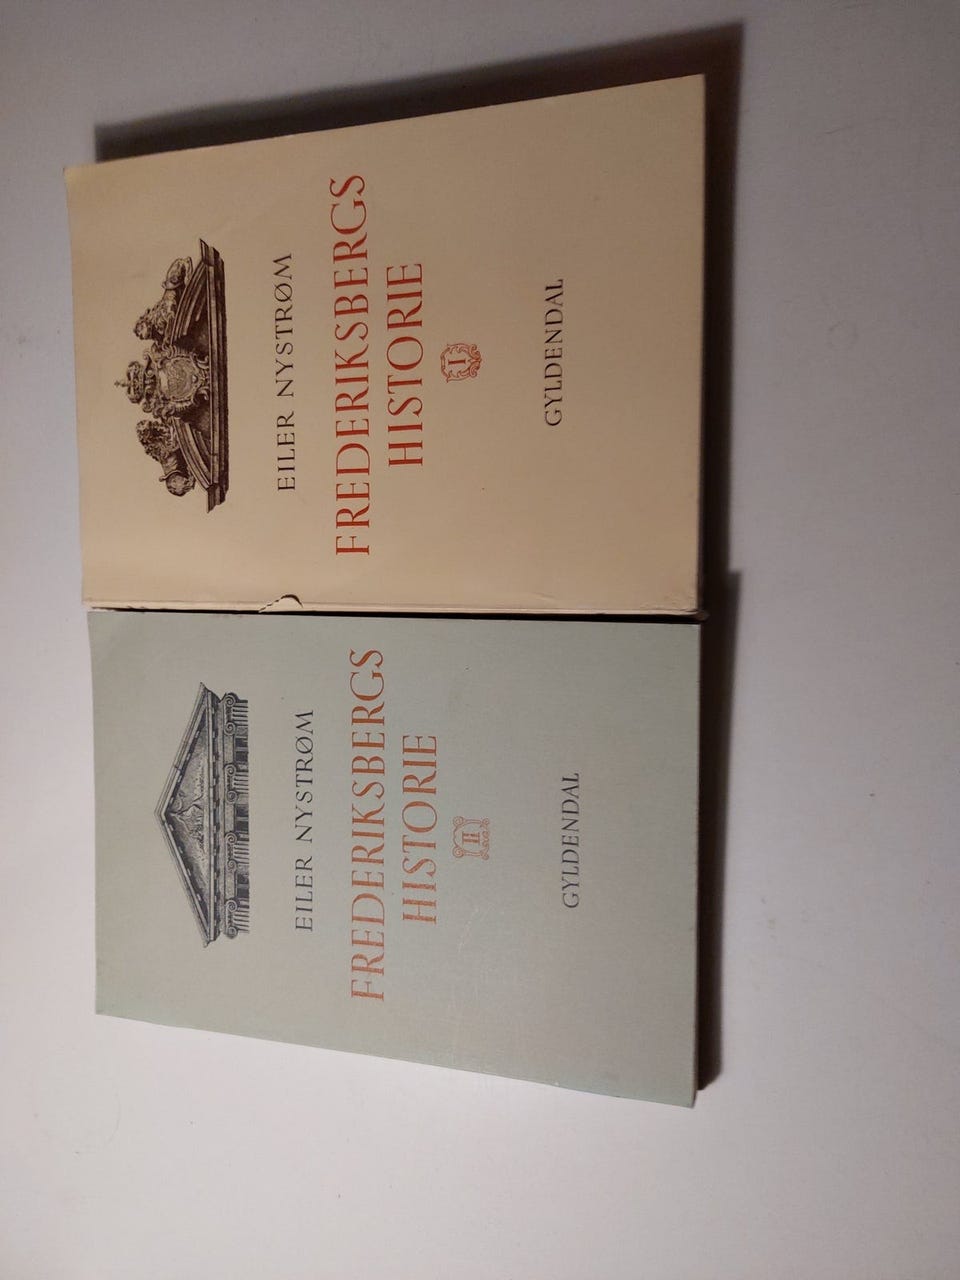 EILER NYSTRØM
FREDERIKSBERGS
HISTORIE
I
GYLDENDAL
EILER NYSTRØM
FREDERIKSBERGS
HISTORIE
II
GYLDENDAL